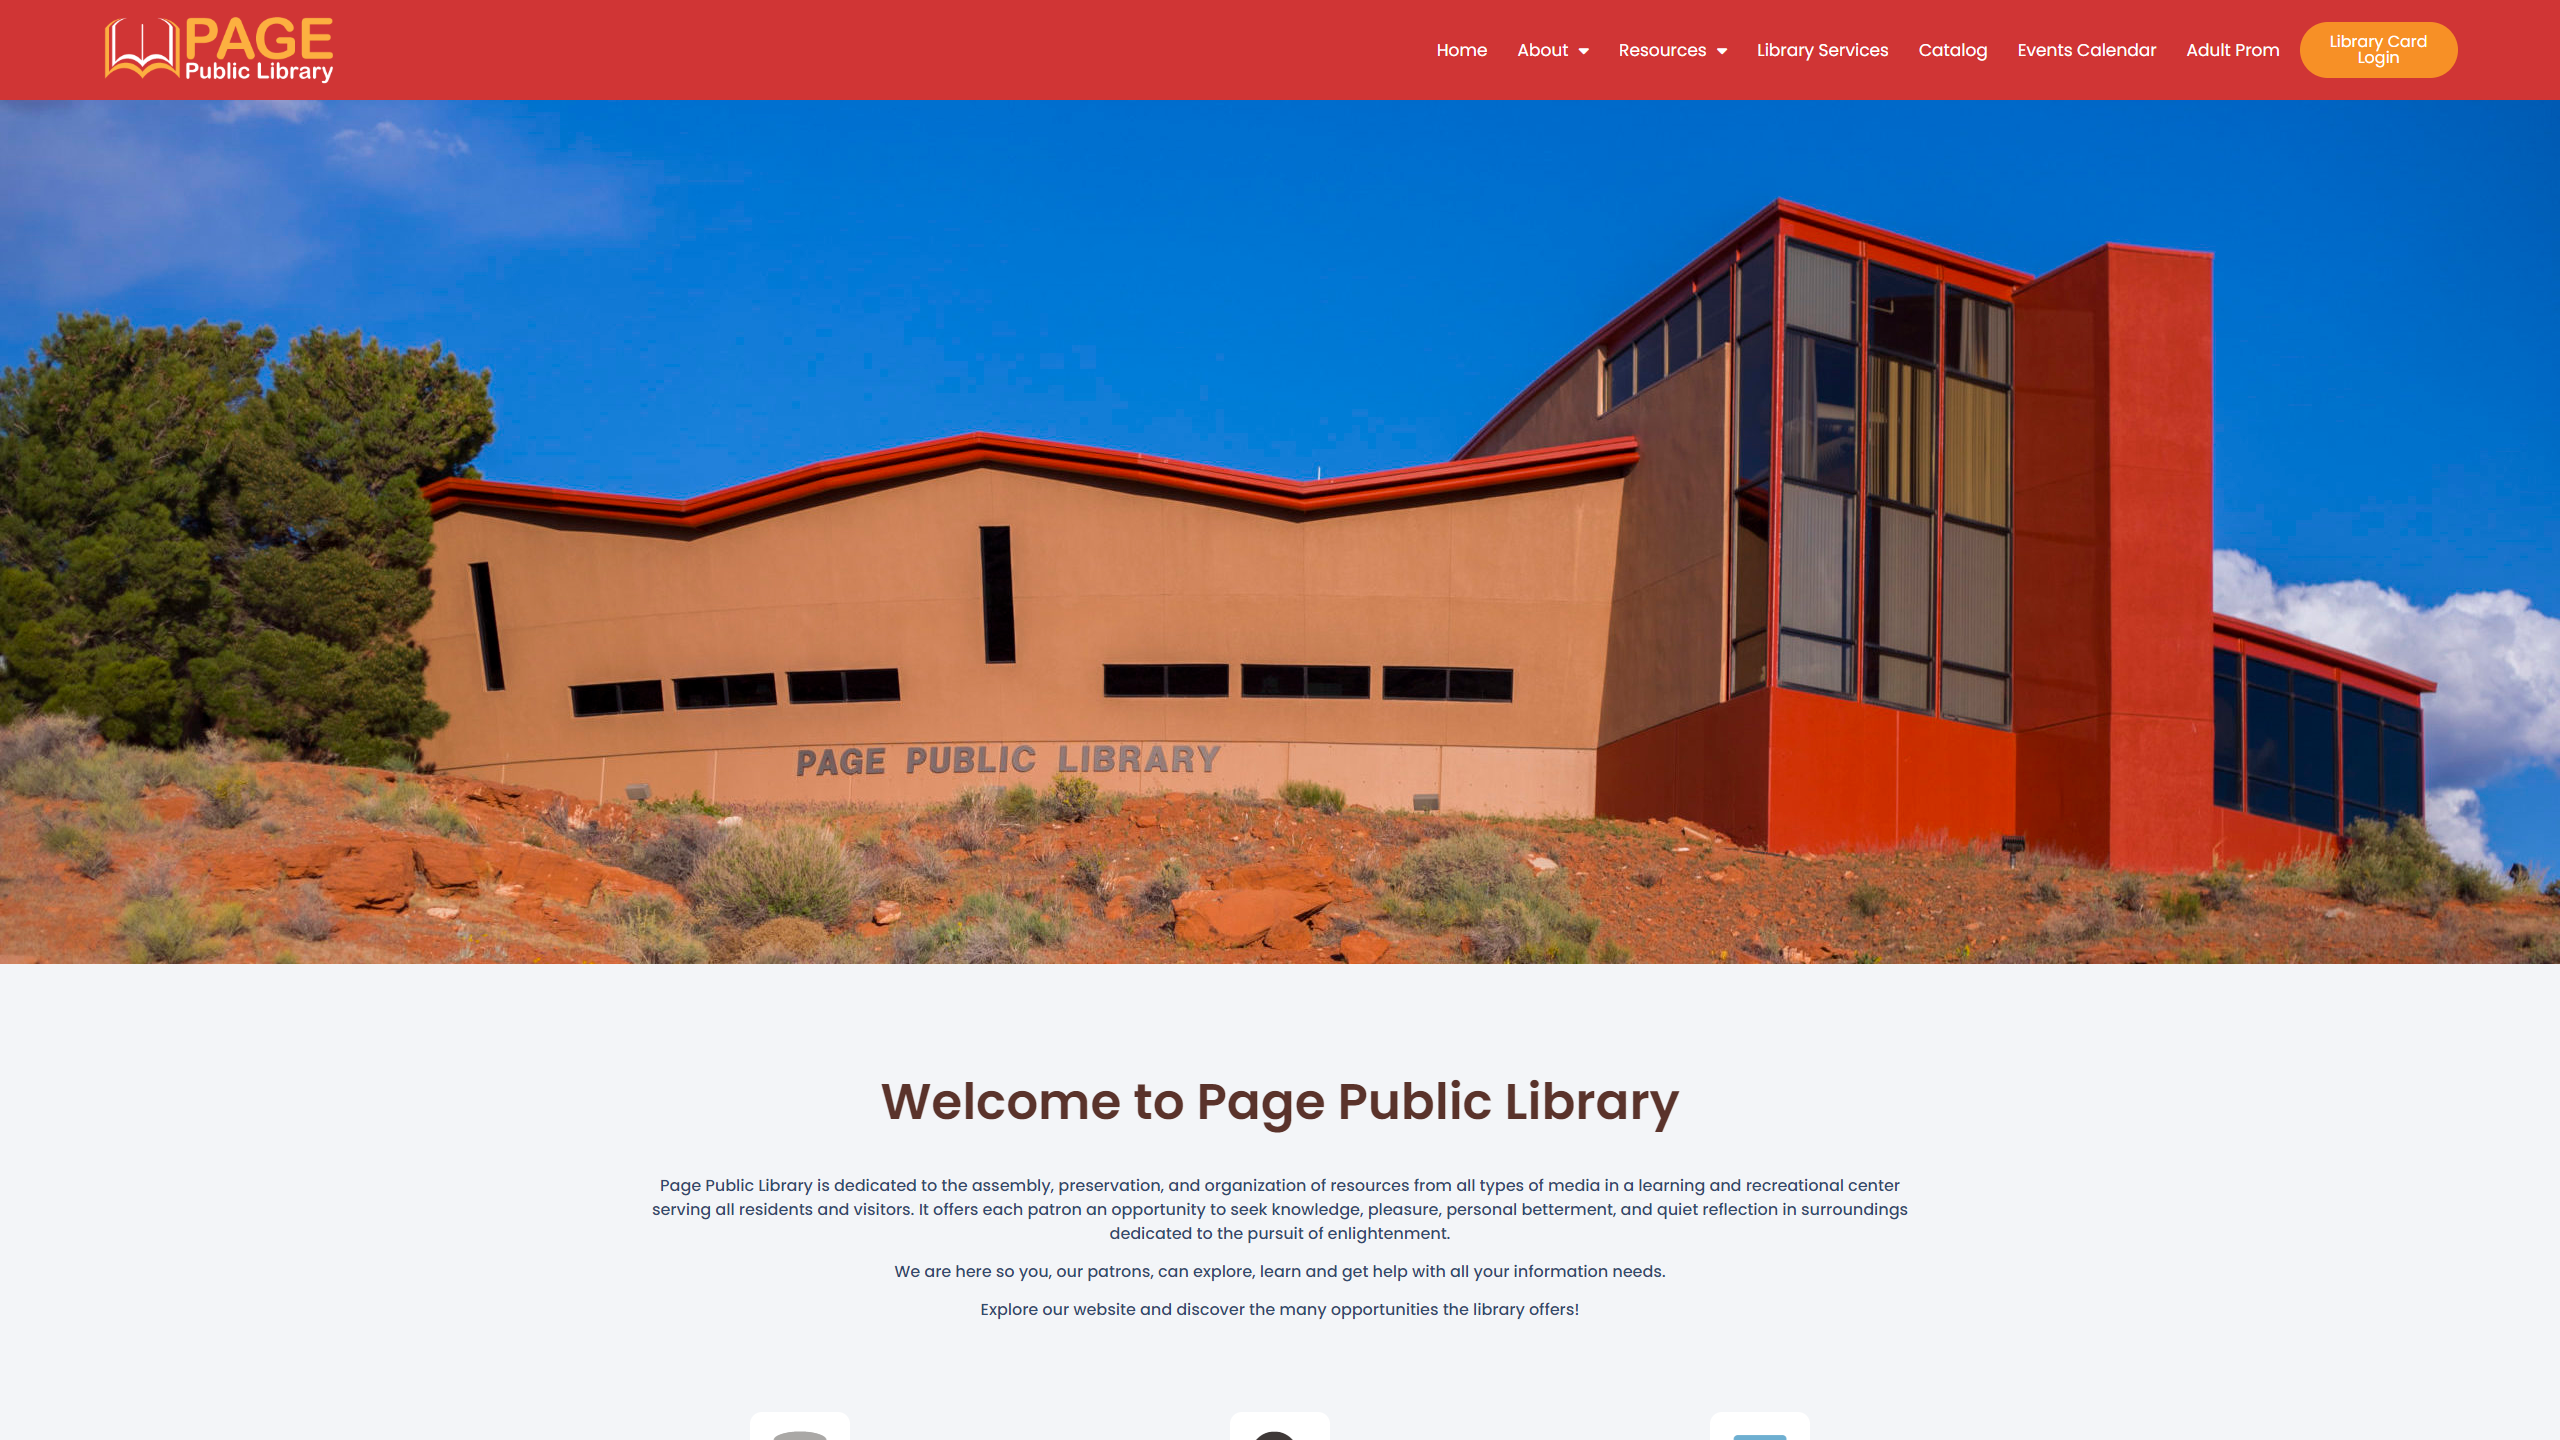 PAGE
Public Library
Home
About
Resources
Library Services
Catalog
Events Calendar
Adult Prom
Library Card
Login
PAGE PUBLIC LIBRARY
Welcome to Page Public Library
Page Public Library is dedicated to the assembly, preservation, and organization of resources from all types of media in a learning and recreational center
serving all residents and visitors. It offers each patron an opportunity to seek knowledge, pleasure, personal betterment, and quiet reflection in surroundings
dedicated to the pursuit of enlightenment.
We are here so you, our patrons, can explore, learn and get help with all your information needs.
Explore our website and discover the many opportunities the library offers!